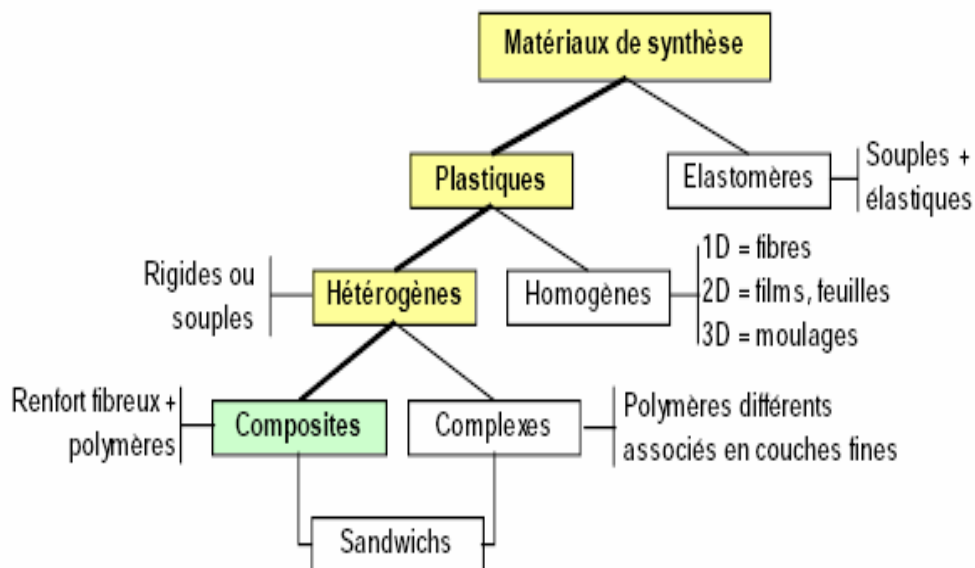 Matériaux de synthèse
Plastiques
Elastomères
Souples +
élastiques
Rigides ou
souples
Hétérogènes
Homogènes
1D = fibres
2D = films, feuilles
3D = moulages
Renfort fibreux +
polymères
Composites
Complexes
Polymères différents
associés en couches fines
Sandwichs